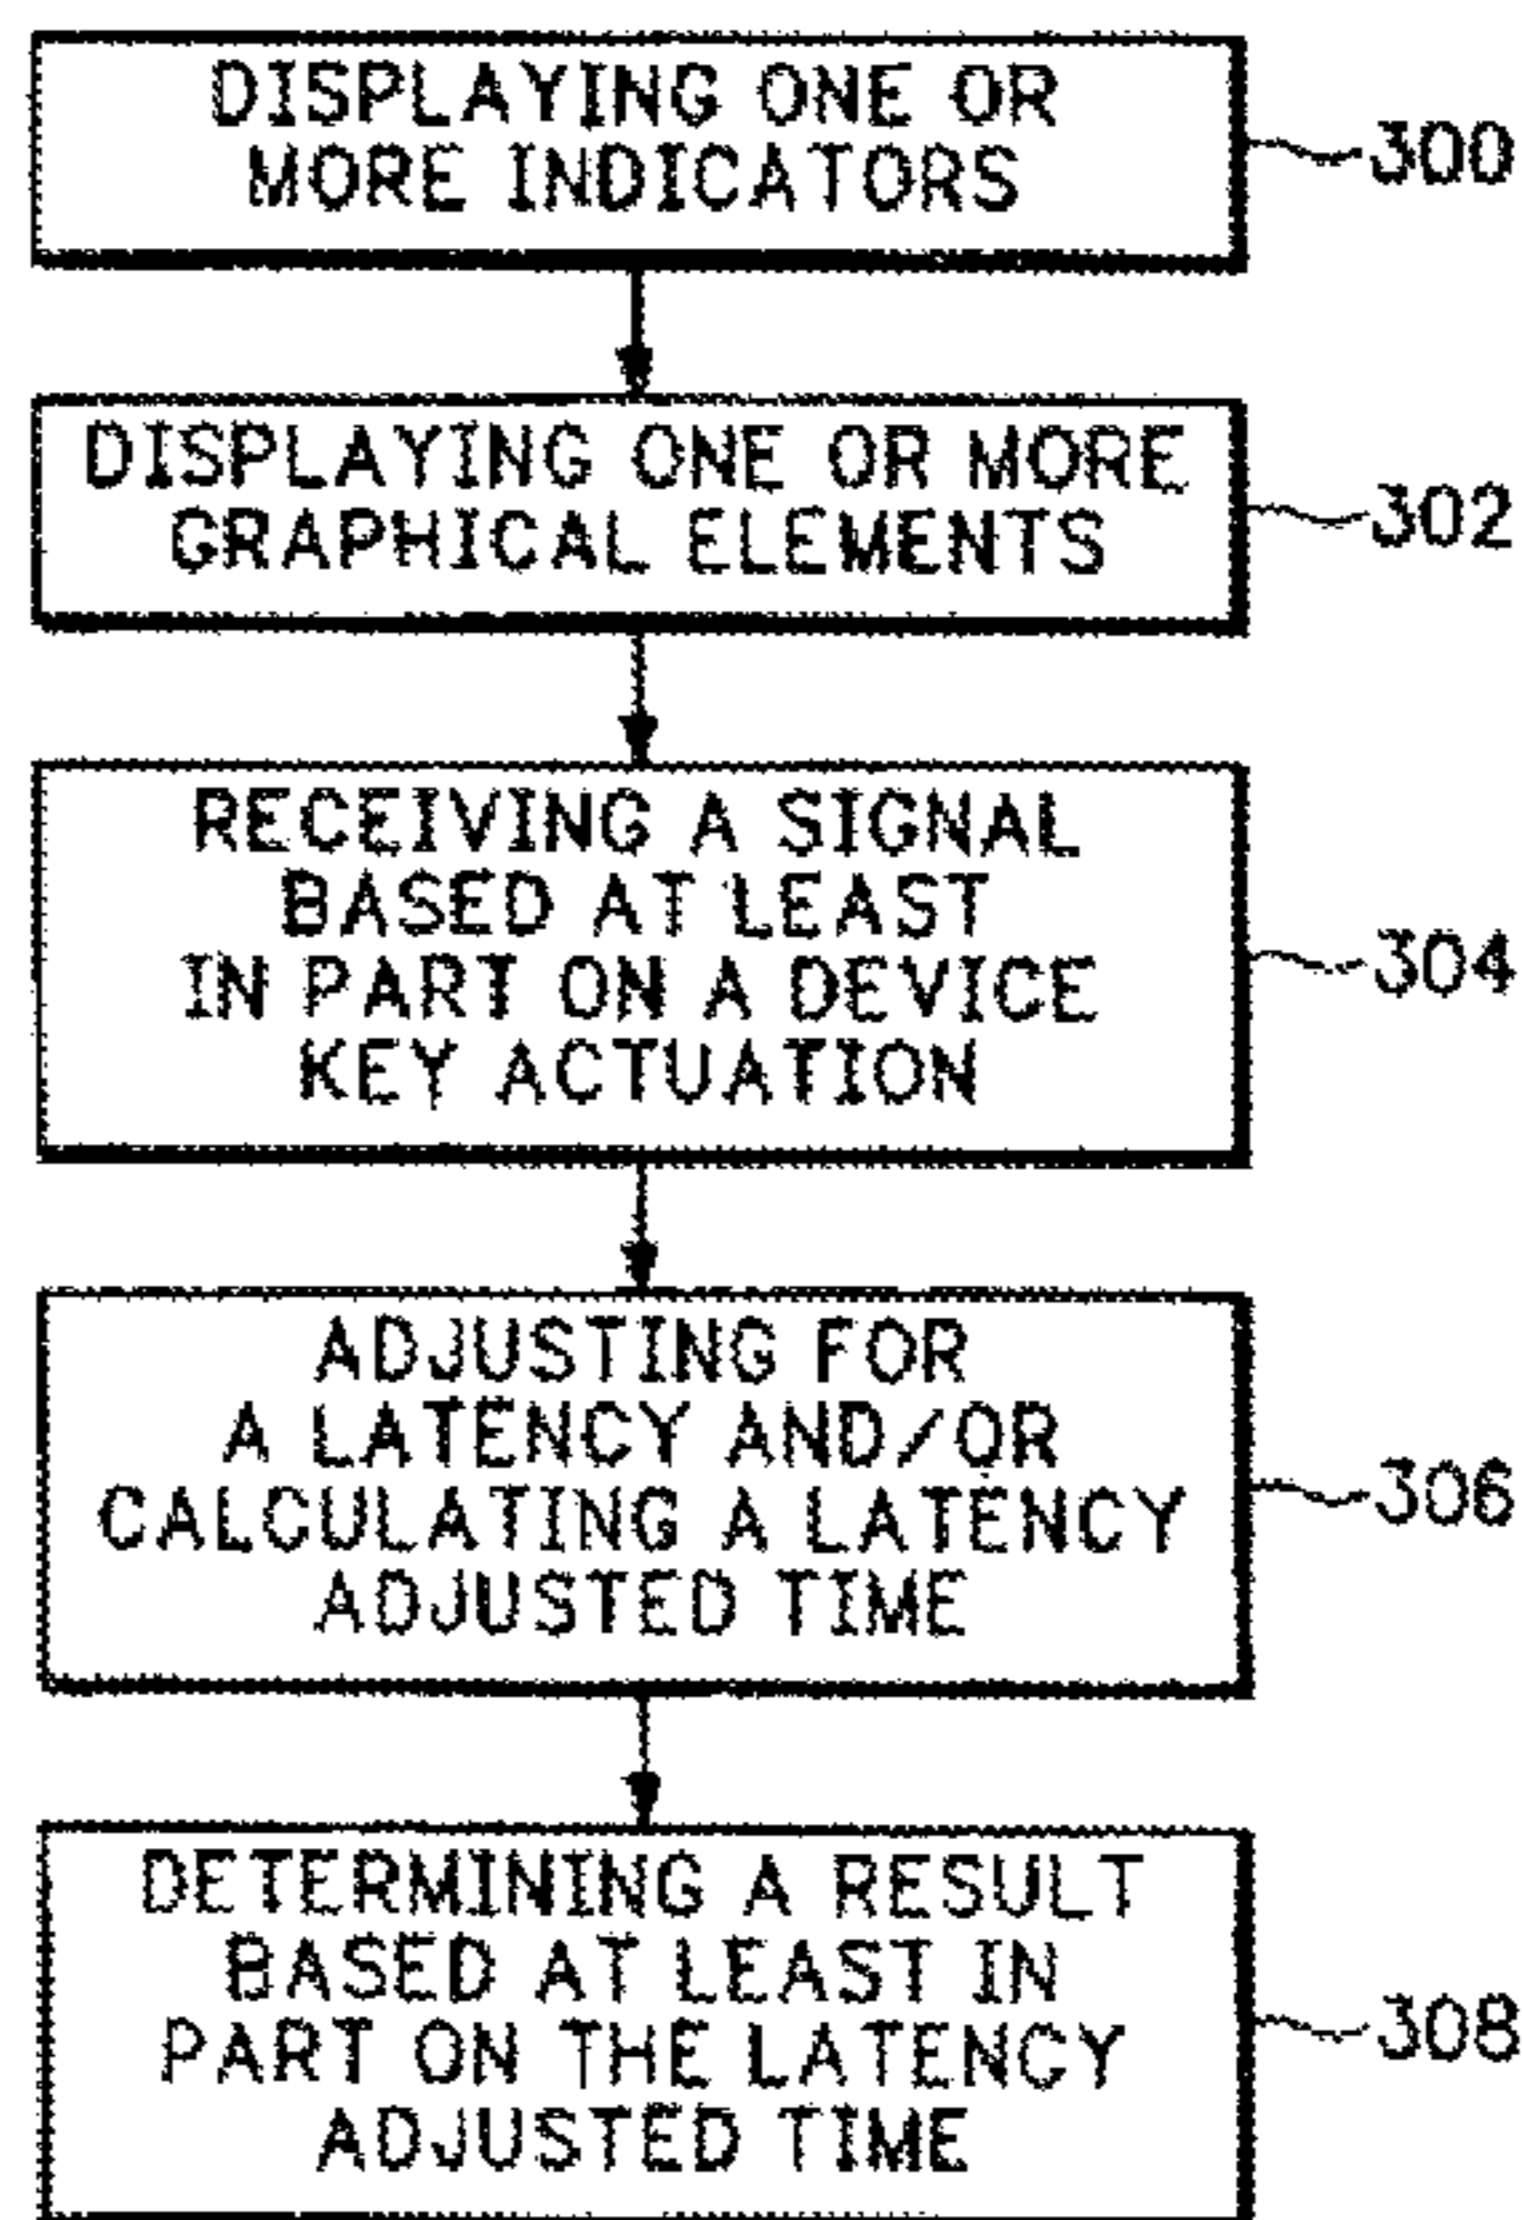 DISPLAYING ONE OR
MORE INDICATORS
300
DISPLAYING ONE OR MORE
GRAPHICAL ELEMENTS
302
RECEIVING A SIGNAL
BASED AT LEAST
IN PART ON A DEVICE
KEY ACTUATION
304
ADJUSTING FOR
A LATENCY AND/OR
CALCULATING A LATENCY
ADJUSTED TIME
306
DETERMINING A RESULT
BASED AT LEAST IN
PART ON THE LATENCY
ADJUSTED TIME
308